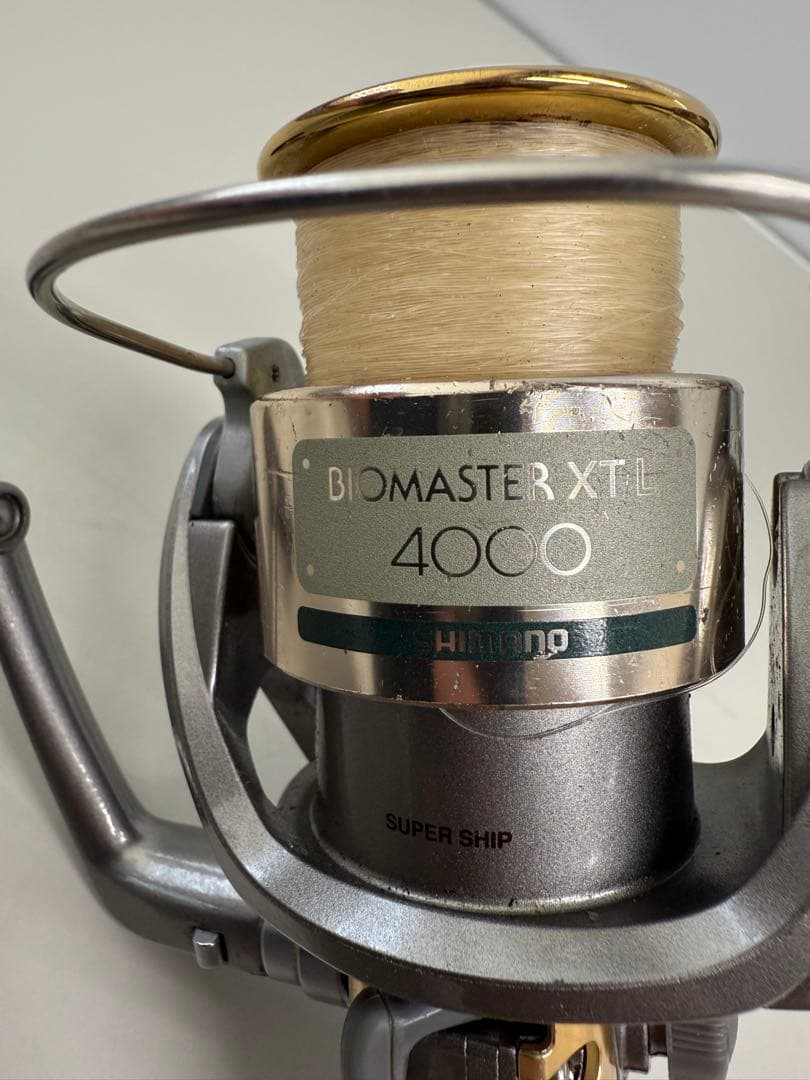 BIOMASTER XT-L
4000
SHIMANO
SUPER SHIP